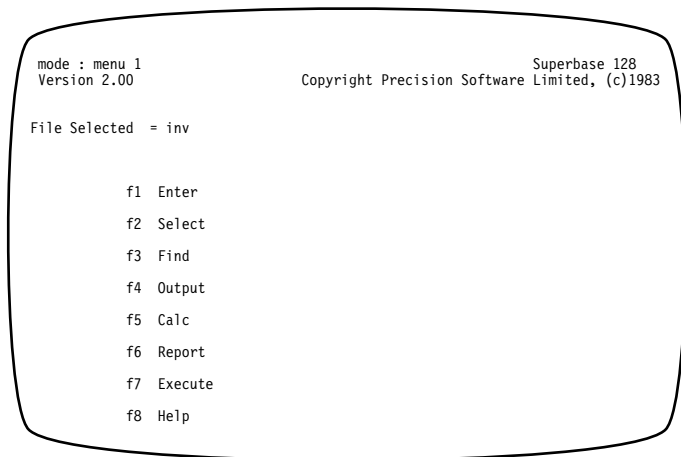 mode : menu 1 Superbase 128
Version 2.00 Copyright Precision Software Limited, (c)1983
File Selected = inv
f1 Enter
f2 Select
f3 Find
f4 Output
f5 Calc
f6 Report
f7 Execute
f8 Help